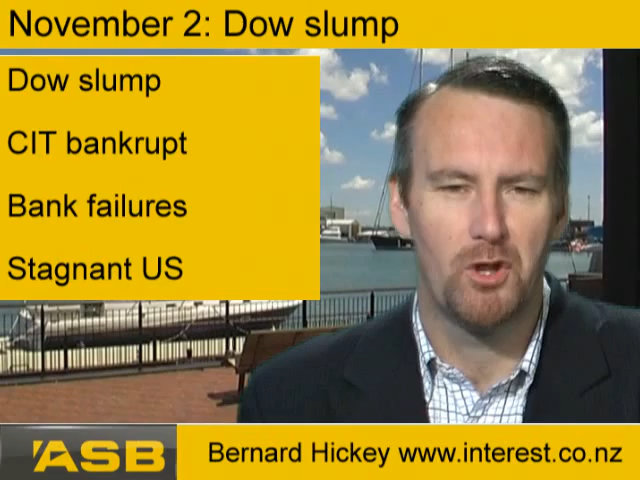 November 2: Dow slump
Dow slump
CIT bankrupt
Bank failures
Stagnant US
ASB
Bernard Hickey www.interest.co.nz